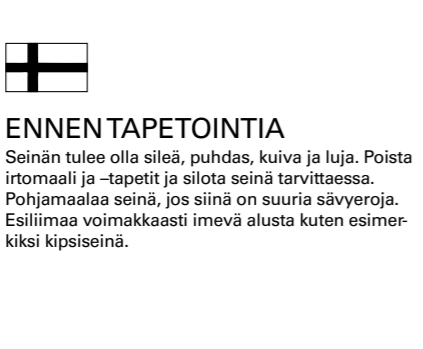 ENNEN TAPETOINTIA
Seinän tulee olla sileä, puhdas, kuiva ja luja. Poista
irtomaali ja –tapetit ja silota seinä tarvittaessa.
Pohjamaalaa seinä, jos siinä on suuria sävyeroja.
Esiliimaa voimakkaasti imevä alusta kuten esimer-
kiksi kipsiseinä.